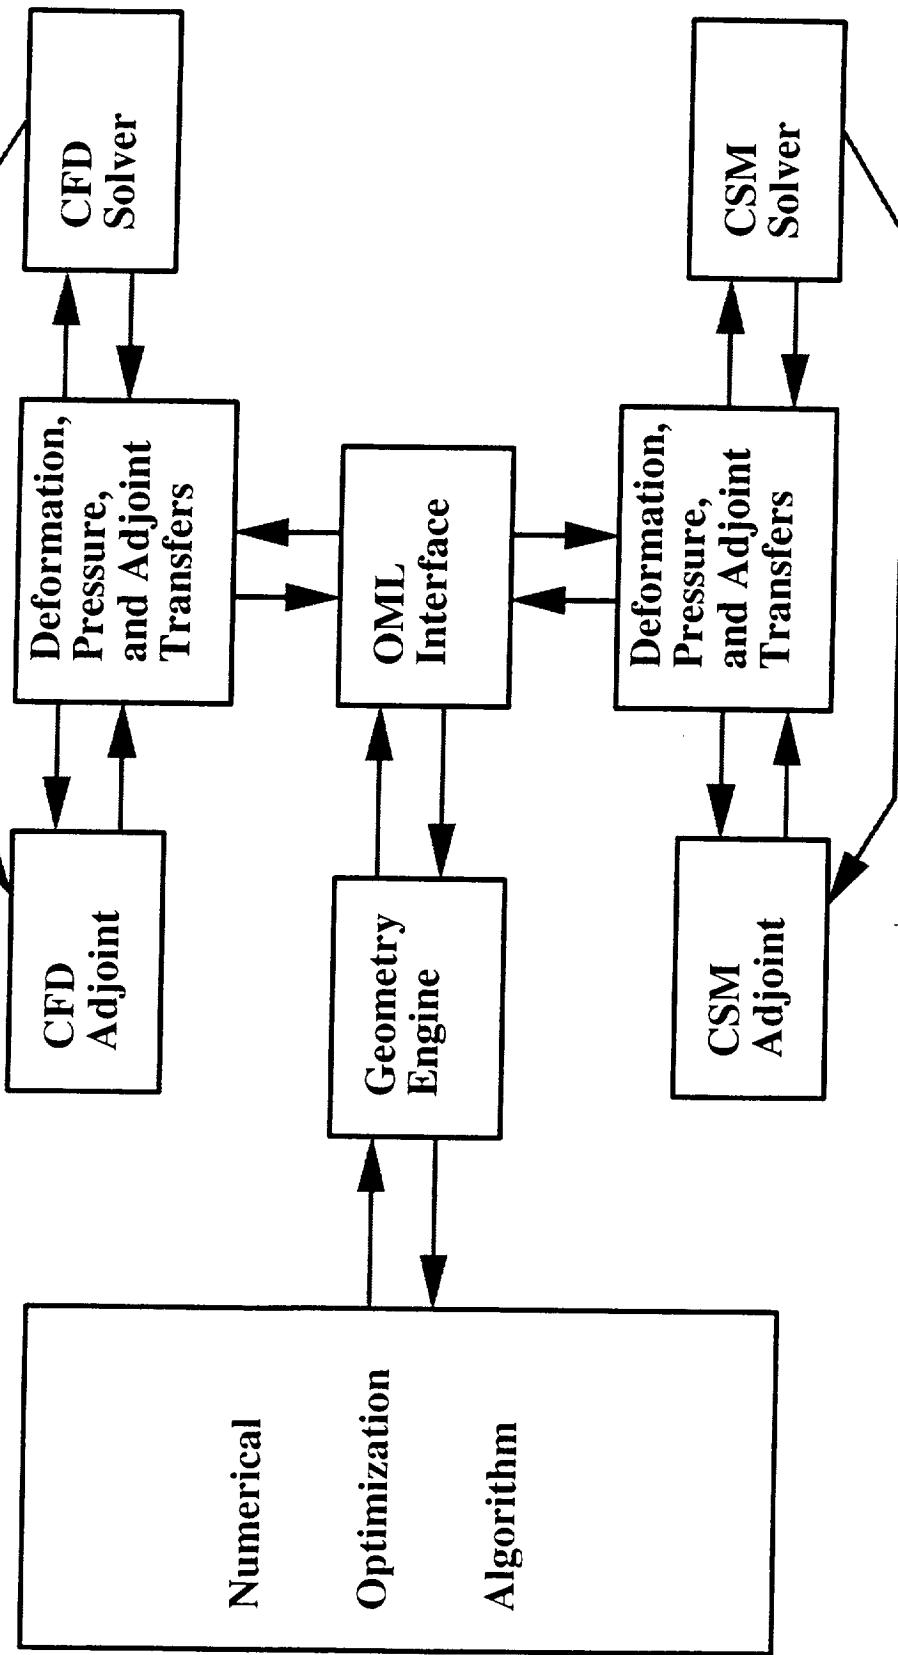 Numerical
Optimization
Algorithm
CFD
Adjoint
Geometry
Engine
CSM
Adjoint
Deformation,
Pressure,
and Adjoint
Transfers
OML
Interface
Deformation,
Pressure,
and Adjoint
Transfers
CFD
Solver
CSM
Solver